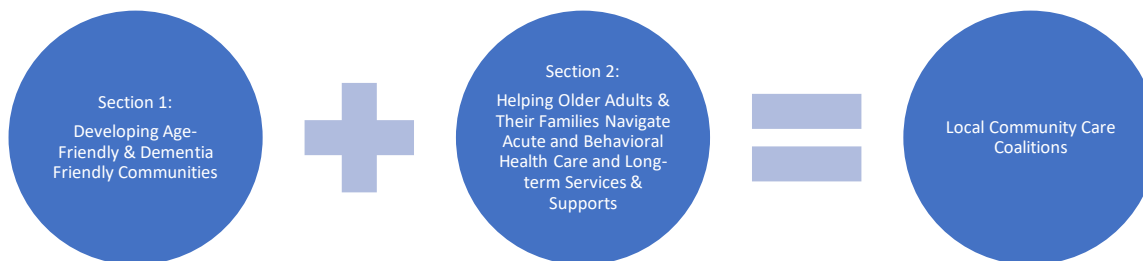 Section 1:
Developing Age-
Friendly & Dementia
Friendly Communities
Section 2:
Helping Older Adults &
Their Families Navigate
Acute and Behavioral
Health Care and Long-
term Services &
Supports
Local Community Care
Coalitions